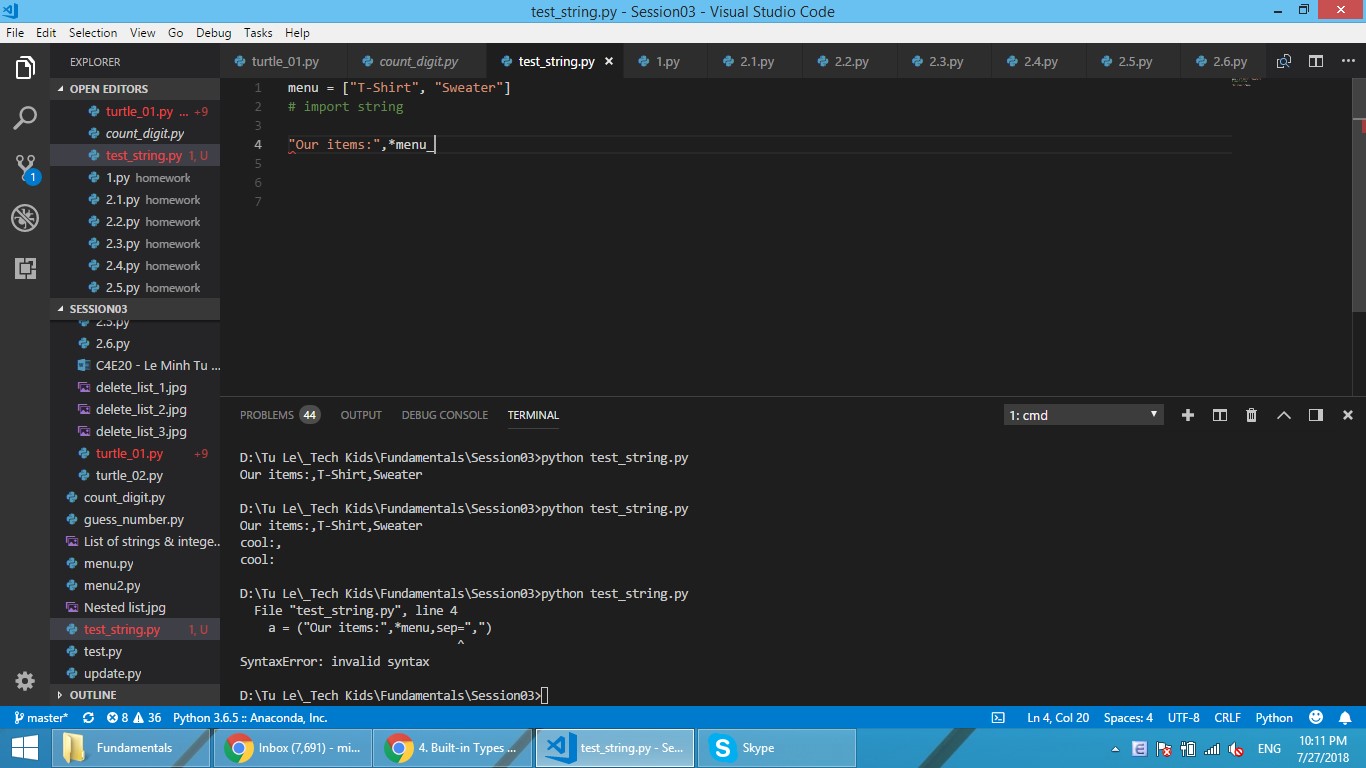 test_string.py - Session03 - Visual Studio Code
File Edit Selection View Go Debug Tasks Help
EXPLORER
turtle_01.py count_digit.py test_string.py × 1.py 2.1.py 2.2.py 2.3.py 2.4.py 2.5.py 2.6.py ...
OPEN EDITORS
turtle_01.py ... +9
count_digit.py
test_string.py 1, U
1.py homework
2.1.py homework
2.2.py homework
2.3.py homework
2.4.py homework
2.5.py homework
SESSION03
2.5.py
2.6.py
C4E20 - Le Minh Tu ...
delete_list_1.jpg
delete_list_2.jpg
delete_list_3.jpg
turtle_01.py +9
turtle_02.py
count_digit.py
guess_number.py
List of strings & intege...
menu.py
menu2.py
Nested list.jpg
test_string.py 1, U
test.py
update.py
OUTLINE
1 menu = ["T-Shirt", "Sweater"]
2 # import string
3
4 "Our items:",*menu_
5
6
7
PROBLEMS 44 OUTPUT DEBUG CONSOLE TERMINAL 1: cmd
D:\Tu Le\_Tech Kids\Fundamentals\Session03>python test_string.py
Our items:,T-Shirt,Sweater
D:\Tu Le\_Tech Kids\Fundamentals\Session03>python test_string.py
Our items:,T-Shirt,Sweater
cool:,
cool:
D:\Tu Le\_Tech Kids\Fundamentals\Session03>python test_string.py
File "test_string.py", line 4
a = ("Our items:",*menu,sep=",")
^
SyntaxError: invalid syntax
D:\Tu Le\_Tech Kids\Fundamentals\Session03>
master* 8 36 Python 3.6.5 :: Anaconda, Inc. Ln 4, Col 20 Spaces: 4 UTF-8 CRLF Python
1
Fundamentals Inbox (7,691) - mi... 4. Built-in Types ... test_string.py - Se... Skype ENG 10:11 PM
7/27/2018